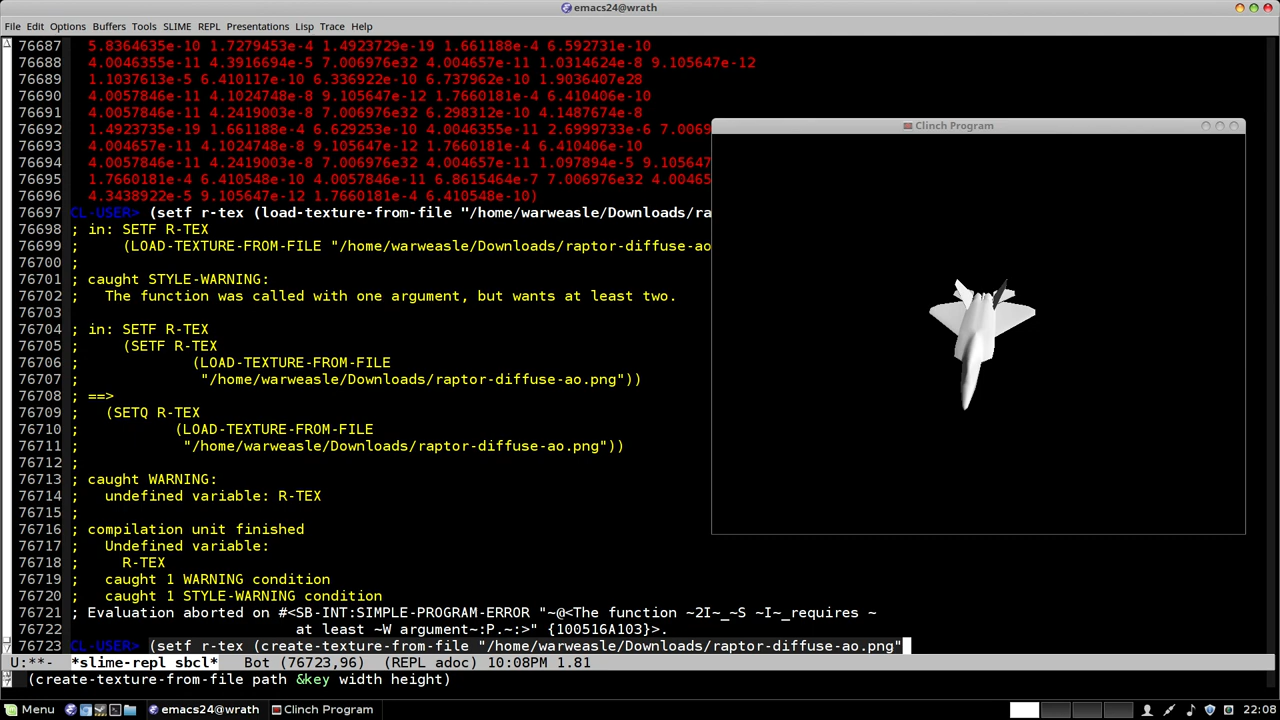 emacs24@wrath
File Edit Options Buffers Tools SLIME REPL Presentations Lisp Trace Help
76687 5.8364635e-10 1.7279453e-4 1.4923729e-19 1.661188e-4 6.592731e-10
76688 4.0046355e-11 4.3916694e-5 7.006976e32 4.004657e-11 1.0314624e-8 9.105647e-12
76689 1.1037613e-5 6.410117e-10 6.336922e-10 6.737962e-10 1.9036407e28
76690 4.0057846e-11 4.1024748e-8 9.105647e-12 1.7660181e-4 6.410406e-10
76691 4.0057846e-11 4.2419003e-8 7.006976e32 6.298312e-10 4.1487674e-8
76692 1.4923735e-19 1.661188e-4 6.629253e-10 4.0046355e-11 2.6999733e-6 7.0069
76693 4.004657e-11 4.1024748e-8 9.105647e-12 1.7660181e-4 6.410406e-10
76694 4.0057846e-11 4.2419003e-8 7.006976e32 4.004657e-11 1.097894e-5 9.105647
76695 1.7660181e-4 6.410548e-10 4.0057846e-11 6.8615464e-7 7.006976e32 4.00465
76696 4.3438922e-5 9.105647e-12 1.7660181e-4 6.410548e-10)
76697 CL-USER> (setf r-tex (load-texture-from-file "/home/warweasle/Downloads/ra
76698 ; in: SETF R-TEX
76699 ; (LOAD-TEXTURE-FROM-FILE "/home/warweasle/Downloads/raptor-diffuse-ao
76700 ;
76701 ; caught STYLE-WARNING:
76702 ; The function was called with one argument, but wants at least two.
76703
76704 ; in: SETF R-TEX
76705 ; (SETF R-TEX
76706 ; (LOAD-TEXTURE-FROM-FILE
76707 ; "/home/warweasle/Downloads/raptor-diffuse-ao.png"))
76708 ; ==>
76709 ; (SETQ R-TEX
76710 ; (LOAD-TEXTURE-FROM-FILE
76711 ; "/home/warweasle/Downloads/raptor-diffuse-ao.png"))
76712 ;
76713 ; caught WARNING:
76714 ; undefined variable: R-TEX
76715 ;
76716 ; compilation unit finished
76717 ; Undefined variable:
76718 ; R-TEX
76719 ; caught 1 WARNING condition
76720 ; caught 1 STYLE-WARNING condition
76721 ; Evaluation aborted on #<SB-INT:SIMPLE-PROGRAM-ERROR "~@<The function ~2I~_~S ~I~_requires ~
76722 at least ~W argument~:P.~:>" {100516A103}>.
76723 CL-USER> (setf r-tex (create-texture-from-file "/home/warweasle/Downloads/raptor-diffuse-ao.png"
U:**- *slime-repl sbcl* Bot (76723,96) (REPL adoc) 10:08PM 1.81
(create-texture-from-file path &key width height)
Clinch Program
Menu emacs24@wrath Clinch Program 22:08